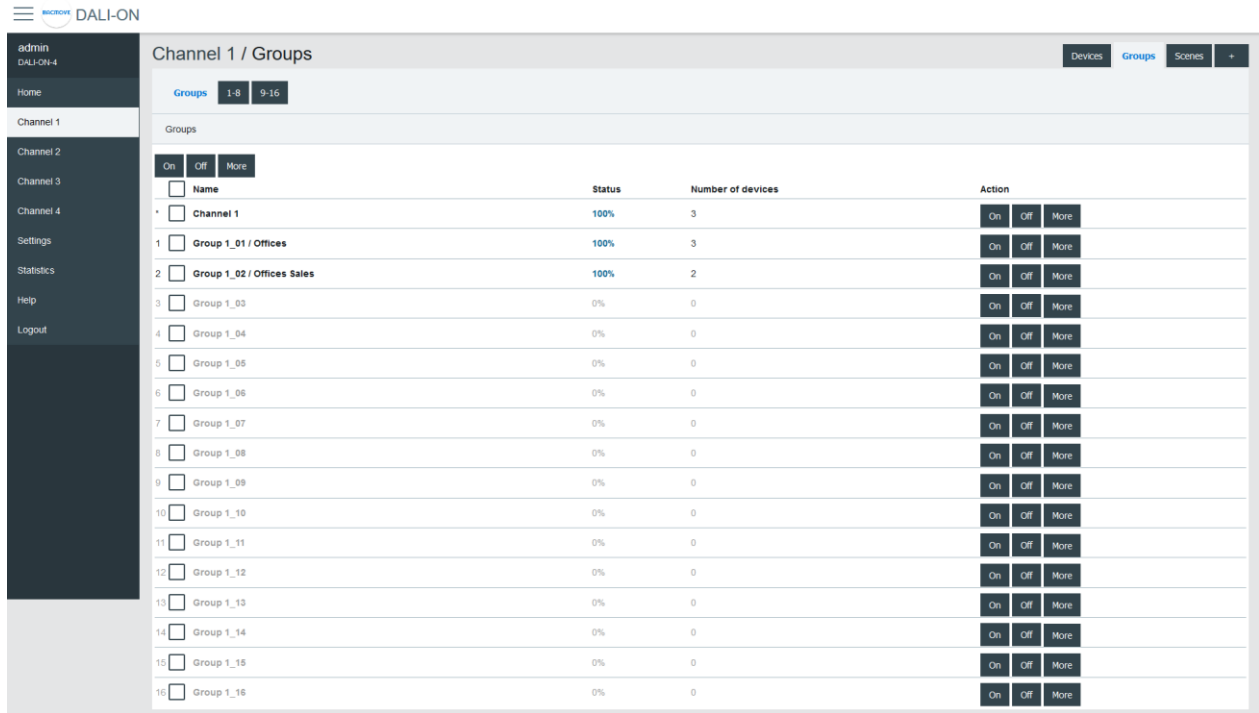 DALI-ON
admin
DALI-ON-4
Home
Channel 1
Channel 2
Channel 3
Channel 4
Settings
Statistics
Help
Logout
Channel 1 / Groups
Devices Groups Scenes +
Groups 1-8 9-16
Groups
On Off More
Name Status Number of devices Action
* Channel 1 100% 3 On Off More
1 Group 1_01 / Offices 100% 3 On Off More
2 Group 1_02 / Offices Sales 100% 2 On Off More
3 Group 1_03 0% 0 On Off More
4 Group 1_04 0% 0 On Off More
5 Group 1_05 0% 0 On Off More
6 Group 1_06 0% 0 On Off More
7 Group 1_07 0% 0 On Off More
8 Group 1_08 0% 0 On Off More
9 Group 1_09 0% 0 On Off More
10 Group 1_10 0% 0 On Off More
11 Group 1_11 0% 0 On Off More
12 Group 1_12 0% 0 On Off More
13 Group 1_13 0% 0 On Off More
14 Group 1_14 0% 0 On Off More
15 Group 1_15 0% 0 On Off More
16 Group 1_16 0% 0 On Off More